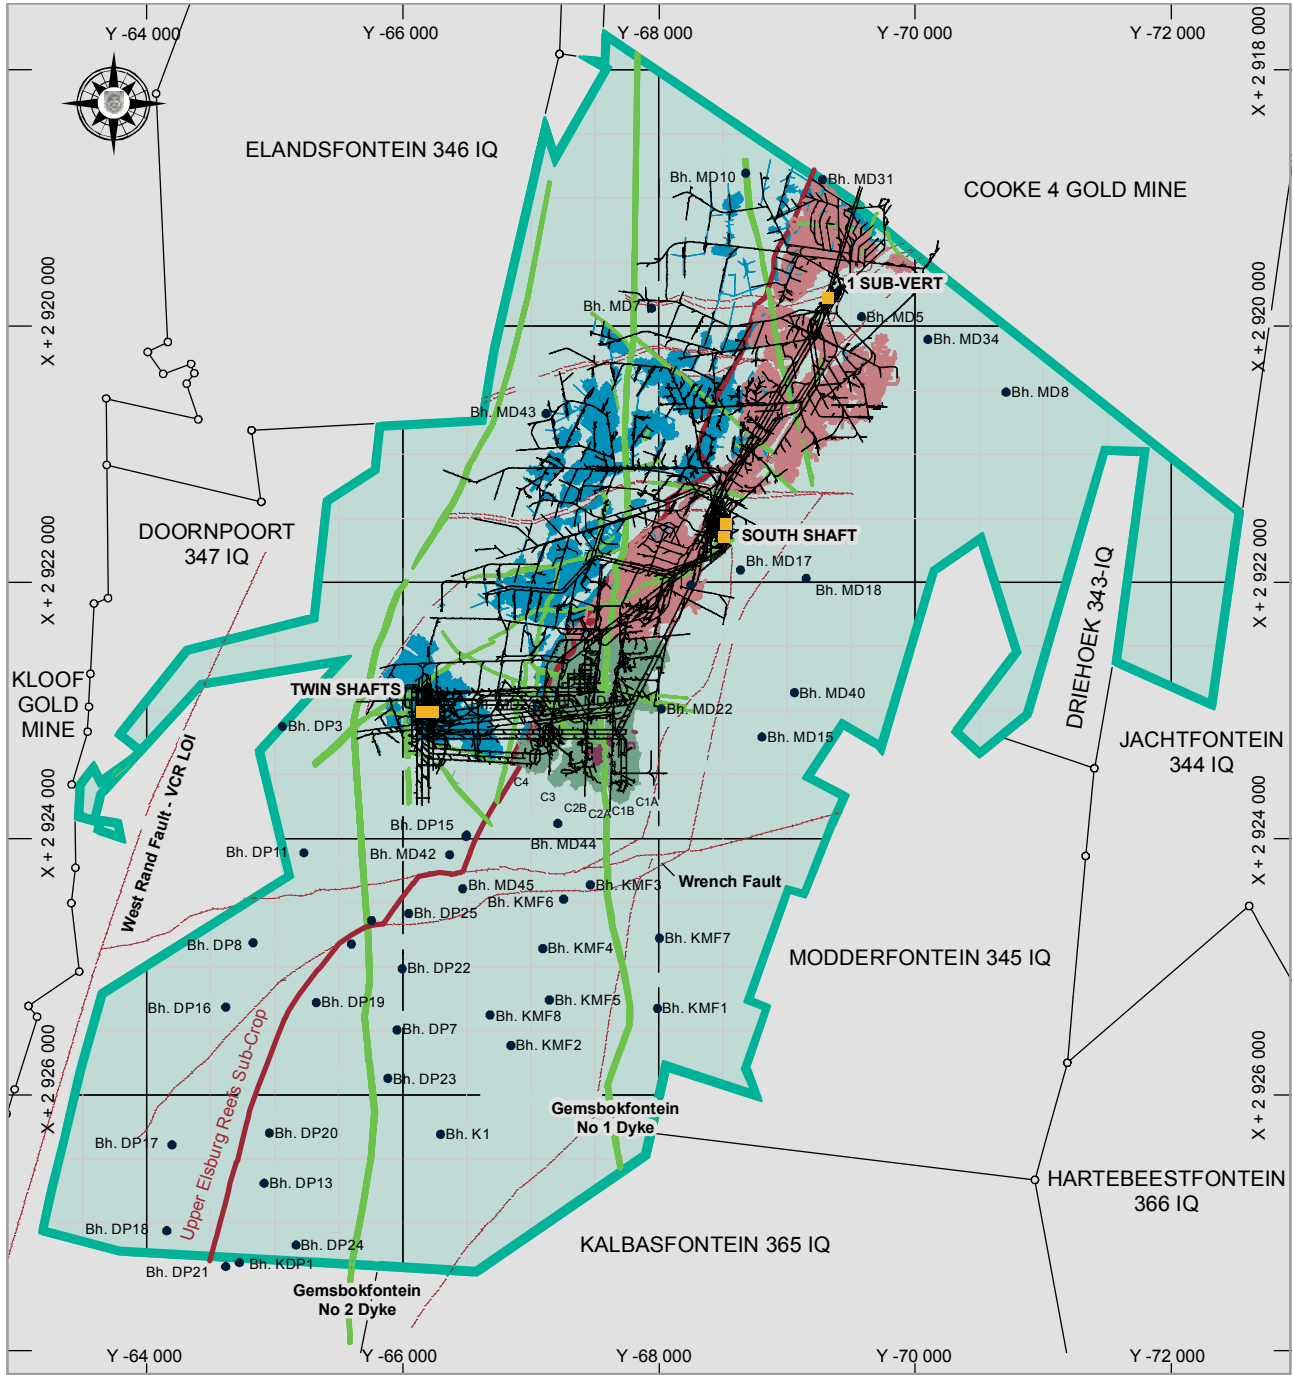 Y -64 000
Y -66 000
Y -68 000
Y -70 000
Y -72 000
X + 2 918 000
ELANDSFONTEIN 346 IQ
Bh. MD10
Bh. MD31
COOKE 4 GOLD MINE
X + 2 920 000
1 SUB-VERT
X + 2 920 000
Bh. MD7
Bh. MD5
Bh. MD34
Bh. MD8
Bh. MD43
DOORNPOORT
347 IQ
SOUTH SHAFT
X + 2 922 000
X + 2 922 000
Bh. MD17
Bh. MD18
DRIEHOEK 343-IQ
KLOOF
GOLD
MINE
TWIN SHAFTS
Bh. MD40
Bh. MD22
Bh. DP3
Bh. MD15
JACHTFONTEIN
344 IQ
West Rand Fault - VCR LOI
C4
C3
C2B
C2A
C1B
C1A
X + 2 924 000
X + 2 924 000
Bh. DP15
Bh. MD44
Bh. DP11
Bh. MD42
Wrench Fault
Bh. MD45
Bh. KMF3
Bh. KMF6
Bh. DP25
Bh. DP8
Bh. KMF4
Bh. KMF7
MODDERFONTEIN 345 IQ
Bh. DP22
Bh. DP16
Bh. DP19
Bh. KMF5
Bh. KMF1
Bh. KMF8
Bh. DP7
Bh. KMF2
X + 2 926 000
X + 2 926 000
Upper Elsburg Reefs Sub-Crop
Bh. DP23
Gemsbokfontein
No 1 Dyke
Bh. DP17
Bh. DP20
Bh. K1
Bh. DP13
HARTEBEESTFONTEIN
366 IQ
Bh. DP18
Bh. DP24
KALBASFONTEIN 365 IQ
Bh. DP21
Bh. KDP1
Gemsbokfontein
No 2 Dyke
Y -64 000
Y -66 000
Y -68 000
Y -70 000
Y -72 000